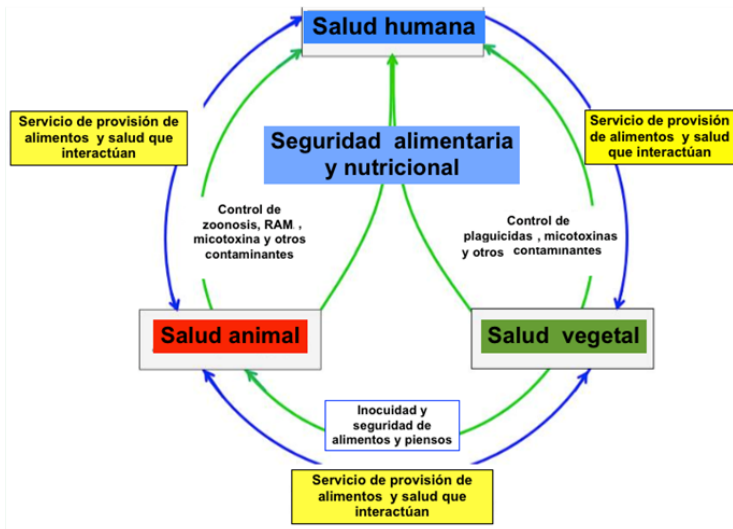 Salud humana
Servicio de provisión de
alimentos y salud que
interactúan
Servicio de provisión
de alimentos y salud
que interactúan
Seguridad alimentaria
y nutricional
Control de
zoonosis, RAM. ,
micotoxina y otros
contaminantes
Control de
plaguicidas , micotoxinas
y otros contaminantes
Salud animal
Salud vegetal
Inocuidad y
seguridad de
alimentos y piensos
Servicio de provisión de
alimentos y salud que
interactúan